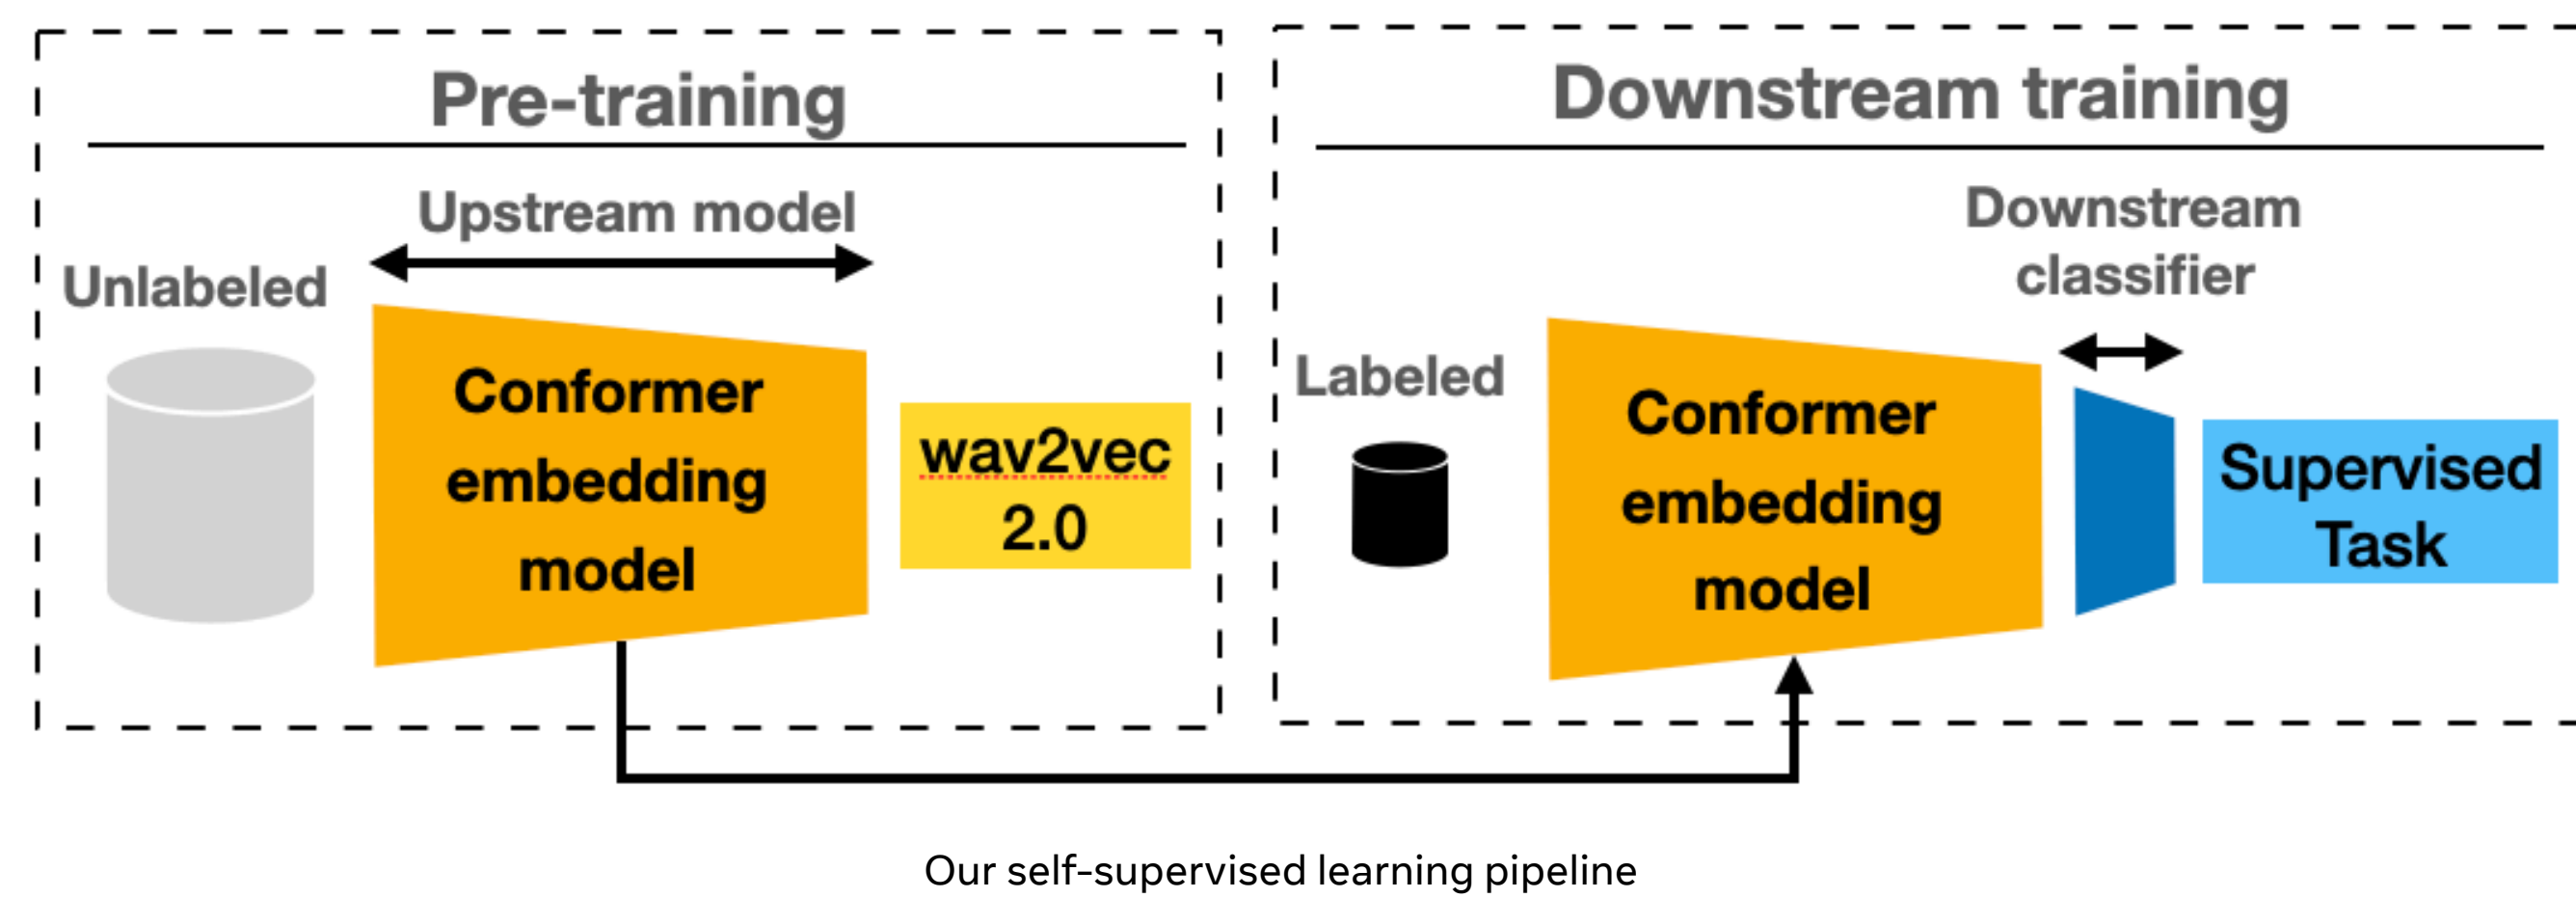 Pre-training
Upstream model
Unlabeled
Conformer
embedding
model
wav2vec
2.0
Downstream training
Downstream
classifier
Labeled
Conformer
embedding
model
Supervised
Task
Our self-supervised learning pipeline